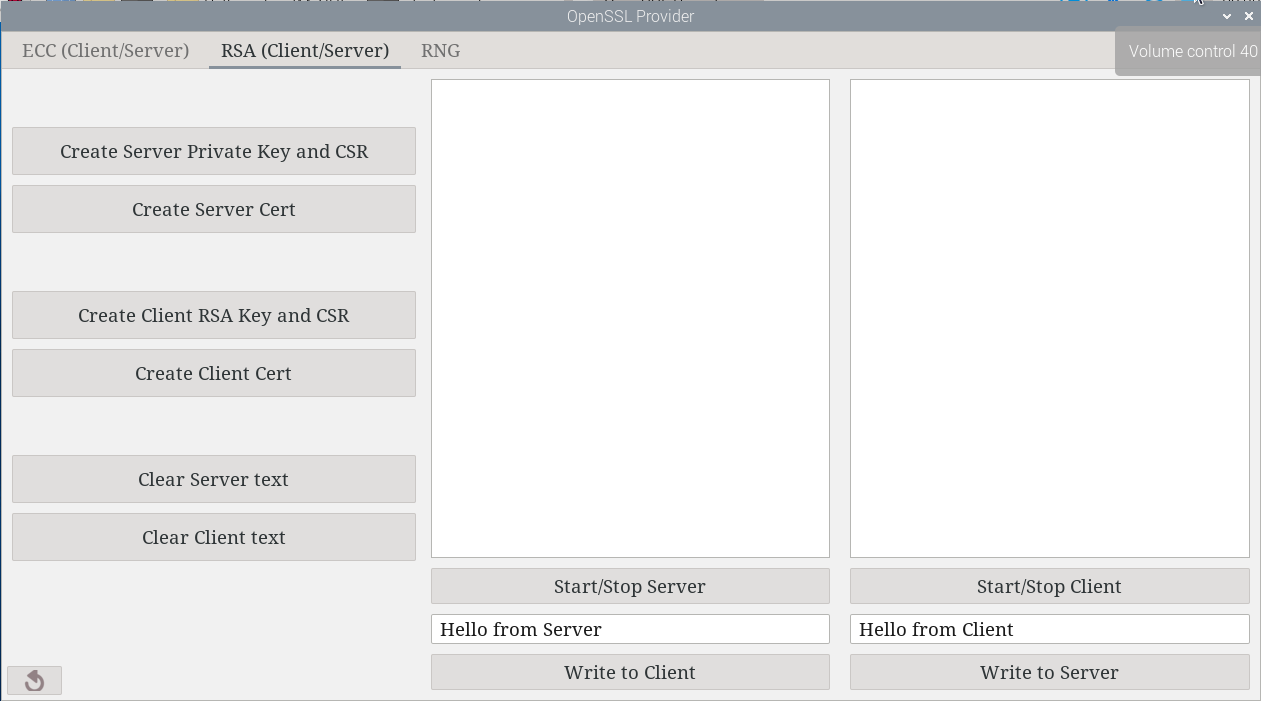 OpenSSL Provider
ECC (Client/Server) RSA (Client/Server) RNG
Volume control 40
Create Server Private Key and CSR
Create Server Cert
Create Client RSA Key and CSR
Create Client Cert
Clear Server text
Clear Client text
Start/Stop Server
Hello from Server
Write to Client
Start/Stop Client
Hello from Client
Write to Server